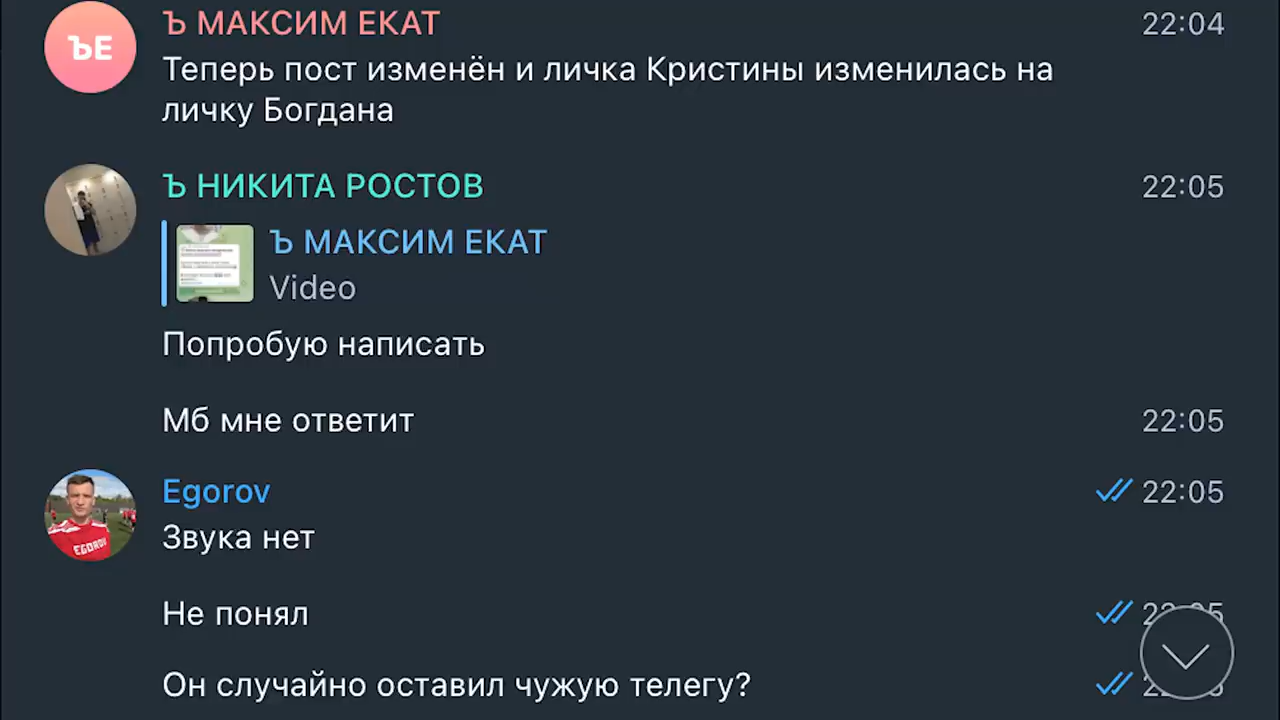 ЪЕ
Ъ МАКСИМ ЕКАТ 22:04
Теперь пост изменён и личка Кристины изменилась на
личку Богдана
Ъ НИКИТА РОСТОВ 22:05
Ъ МАКСИМ ЕКАТ
Video
Попробую написать
Мб мне ответит 22:05
Egorov 22:05
EGOROV
Звука нет
Не понял
Он случайно оставил чужую телегу?